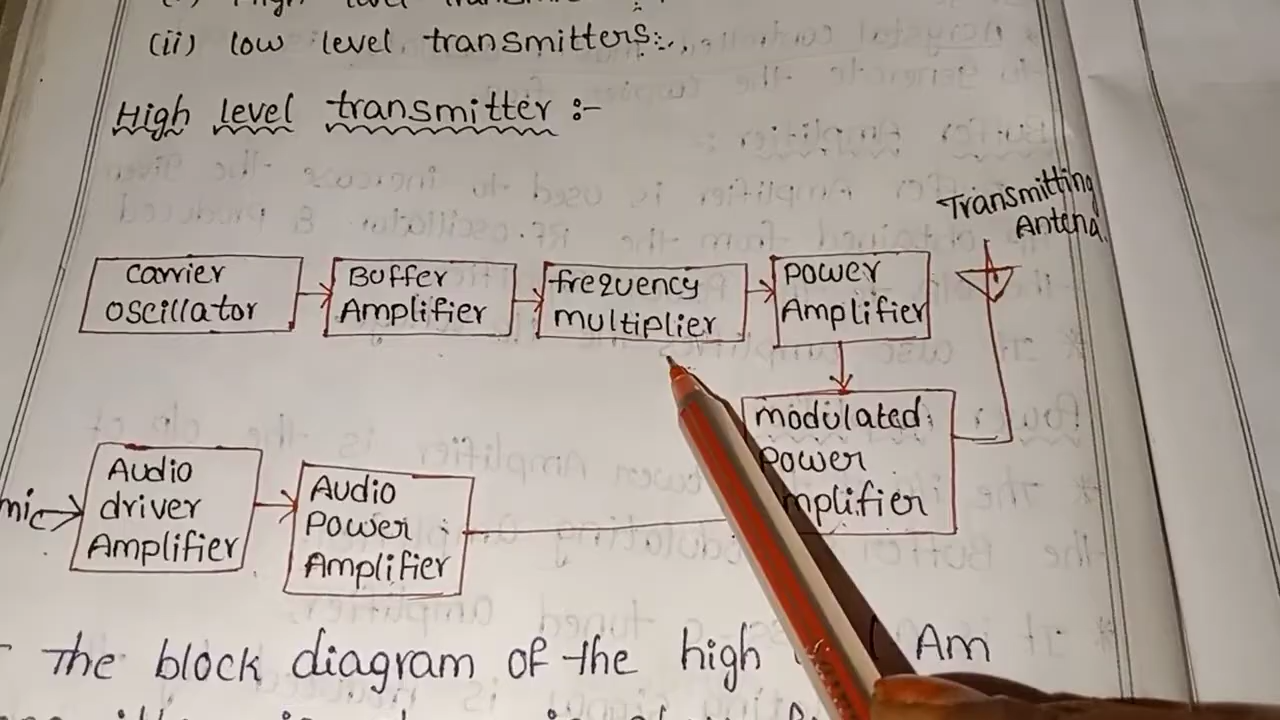 (ii) low level transmitters:..
High level transmitter :-
Transmitting
Antena.
Carrier
oscillator
Buffer
Amplifier
frequency
multiplier
Power
Amplifier
modulated
Power
mplifier
mic
Audio
driver
Amplifier
Audio
Power
Amplifier
the block diagram of the high Am